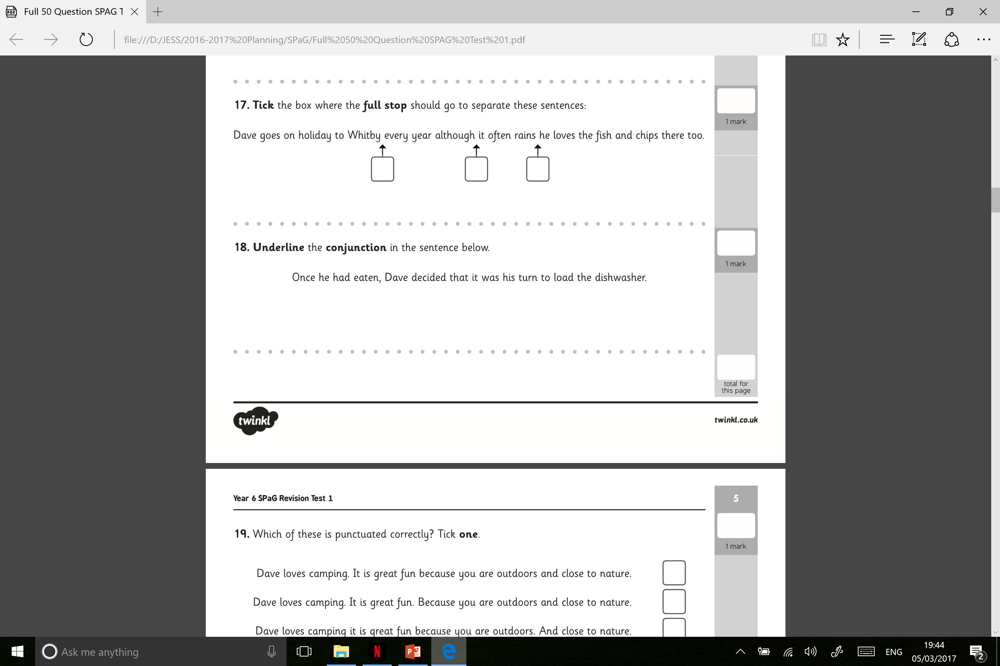 Full 50 Question SPAG T
file:///D:/JESS/2016-2017%20Planning/SPaG/Full%2050%20Question%20SPAG%20Test%201.pdf
17. Tick the box where the full stop should go to separate these sentences:
1 mark
Dave goes on holiday to Whitby every year although it often rains he loves the fish and chips there too.
18. Underline the conjunction in the sentence below.
1 mark
Once he had eaten, Dave decided that it was his turn to load the dishwasher.
total for
this page
twinkl
twinkl.co.uk
Year 6 SPaG Revision Test 1
5
19. Which of these is punctuated correctly? Tick one.
1 mark
Dave loves camping. It is great fun because you are outdoors and close to nature.
Dave loves camping. It is great fun. Because you are outdoors and close to nature.
Dave loves camping it is great fun because you are outdoors. And close to nature.
Ask me anything
ENG
19:44
05/03/2017
2